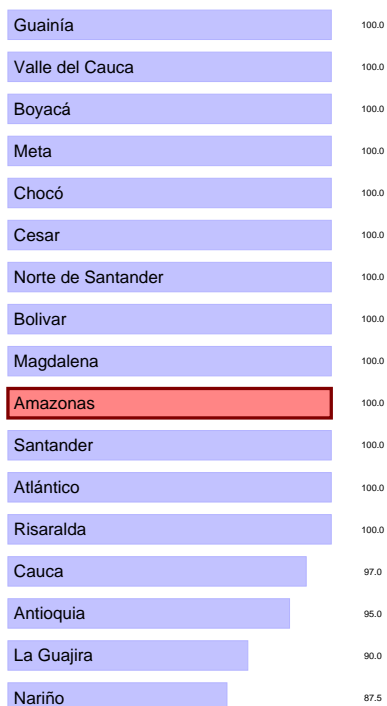 Guainía 100.0
Valle del Cauca 100.0
Boyacá 100.0
Meta 100.0
Chocó 100.0
Cesar 100.0
Norte de Santander 100.0
Bolivar 100.0
Magdalena 100.0
Amazonas 100.0
Santander 100.0
Atlántico 100.0
Risaralda 100.0
Cauca 97.0
Antioquia 95.0
La Guajira 90.0
Nariño 87.5